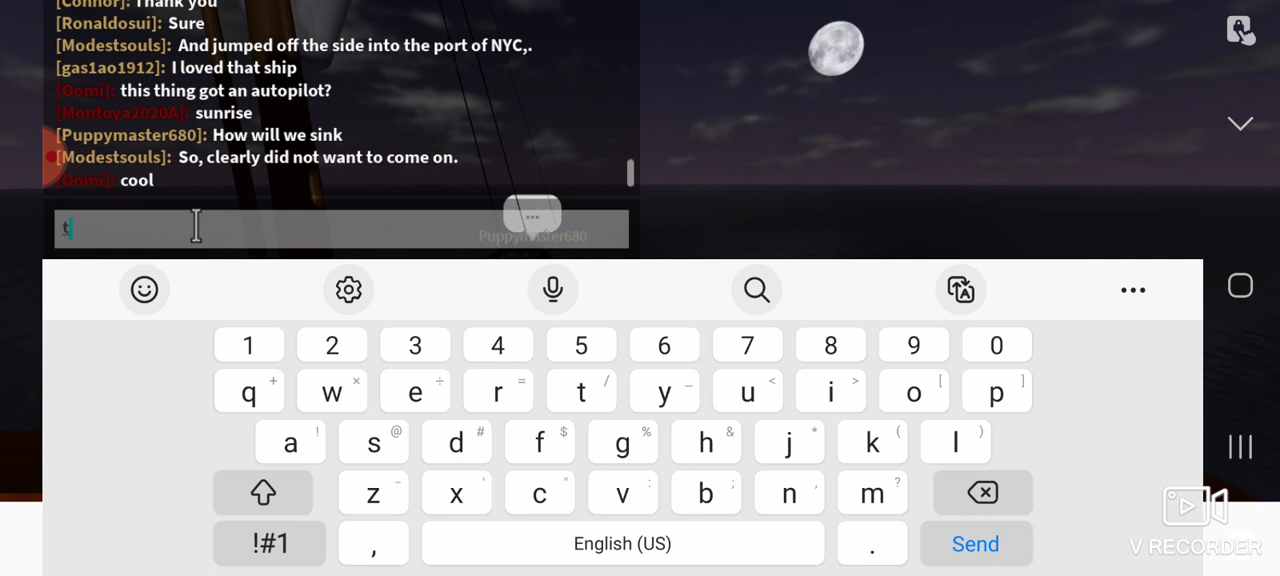 [Connor]: Thank you
[Ronaldosui]: Sure
[Modestsouls]: And jumped off the side into the port of NYC,.
[gas1ao1912]: I loved that ship
[Oomi]: this thing got an autopilot?
[Montoya2020A]: sunrise
[Puppymaster680]: How will we sink
[Modestsouls]: So, clearly did not want to come on.
[Oomi]: cool
...
t
Puppymaster680
1 2 3 4 5 6 7 8 9 0
q + w × e ÷ r = t / y _ u < i > o [ p ]
a ! s @ d # f $ g % h & j * k ( l )
z - x ' c " v : b ; n , m ?
!#1 , English (US) . Send
V RECORDER